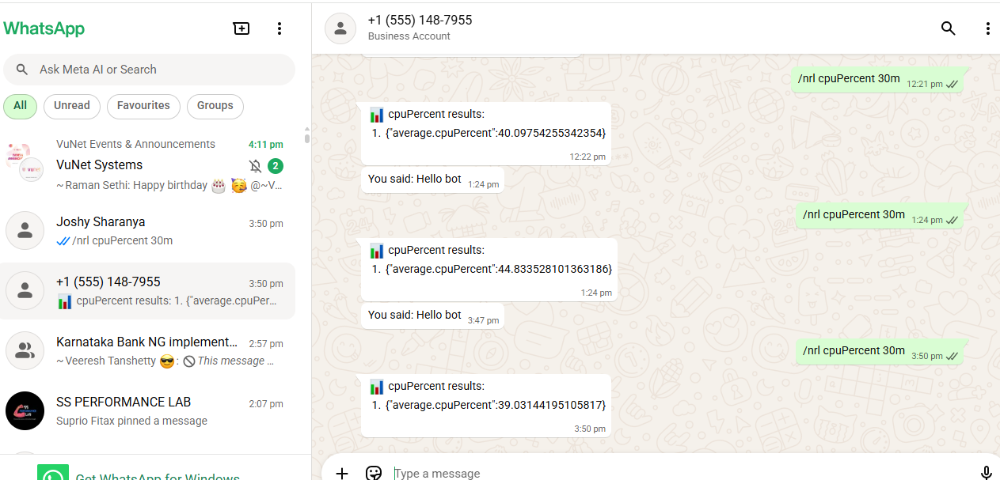 WhatsApp
Ask Meta AI or Search
All Unread Favourites Groups
VuNet Events & Announcements 4:11 pm
VuNet Systems 2
~ Raman Sethi: Happy birthday 🎂 🥳 @~V...
Joshy Sharanya 3:50 pm
/nrl cpuPercent 30m
+1 (555) 148-7955 3:50 pm
📊 cpuPercent results: 1. {"average.cpuPer...
Karnataka Bank NG implement... 2:57 pm
~ Veeresh Tanshetty 😎 : 🚫 This message ...
SS PERFORMANCE LAB 2:07 pm
Suprio Fitax pinned a message
Get WhatsApp for Windows
+1 (555) 148-7955
Business Account
/nrl cpuPercent 30m 12:21 pm
📊 cpuPercent results:
1. {"average.cpuPercent":40.09754255342354}
12:22 pm
You said: Hello bot 1:24 pm
/nrl cpuPercent 30m 1:24 pm
📊 cpuPercent results:
1. {"average.cpuPercent":44.833528101363186}
1:24 pm
You said: Hello bot 3:47 pm
/nrl cpuPercent 30m 3:50 pm
📊 cpuPercent results:
1. {"average.cpuPercent":39.03144195105817}
3:50 pm
Type a message